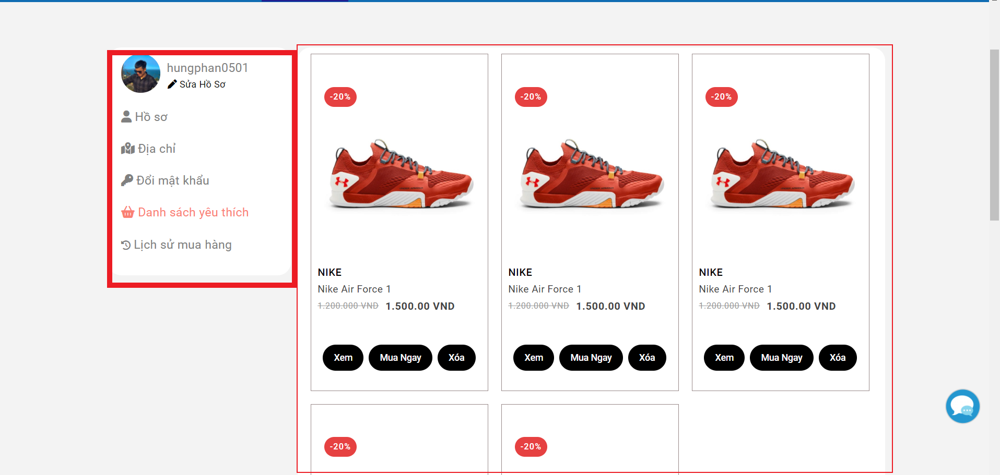 hungphan0501
Sửa Hồ Sơ
Hồ sơ
Địa chỉ
Đổi mật khẩu
Danh sách yêu thích
Lịch sử mua hàng
-20%
NIKE
Nike Air Force 1
1.200.000 VND 1.500.00 VND
Xem Mua Ngay Xóa
-20%
NIKE
Nike Air Force 1
1.200.000 VND 1.500.00 VND
Xem Mua Ngay Xóa
-20%
NIKE
Nike Air Force 1
1.200.000 VND 1.500.00 VND
Xem Mua Ngay Xóa
-20%
-20%